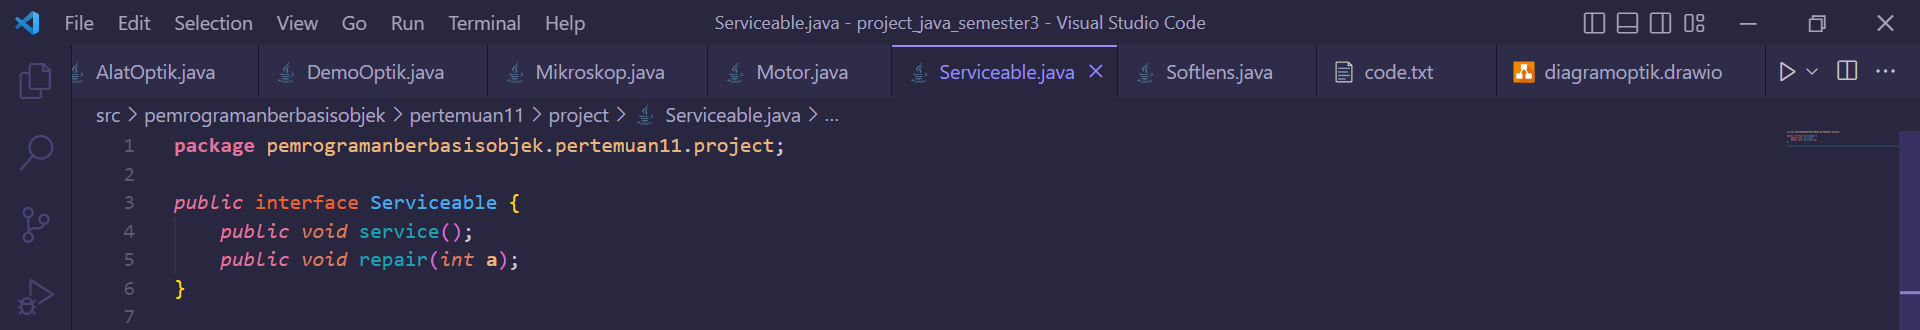 File Edit Selection View Go Run Terminal Help Serviceable.java - project_java_semester3 - Visual Studio Code
AlatOptik.java DemoOptik.java Mikroskop.java Motor.java Serviceable.java Softlens.java code.txt diagramoptik.drawio
src > pemrogramanberbasisobjek > pertemuan11 > project > Serviceable.java > ...
1 package pemrogramanberbasisobjek.pertemuan11.project;
2
3 public interface Serviceable {
4 public void service();
5 public void repair(int a);
6 }
7